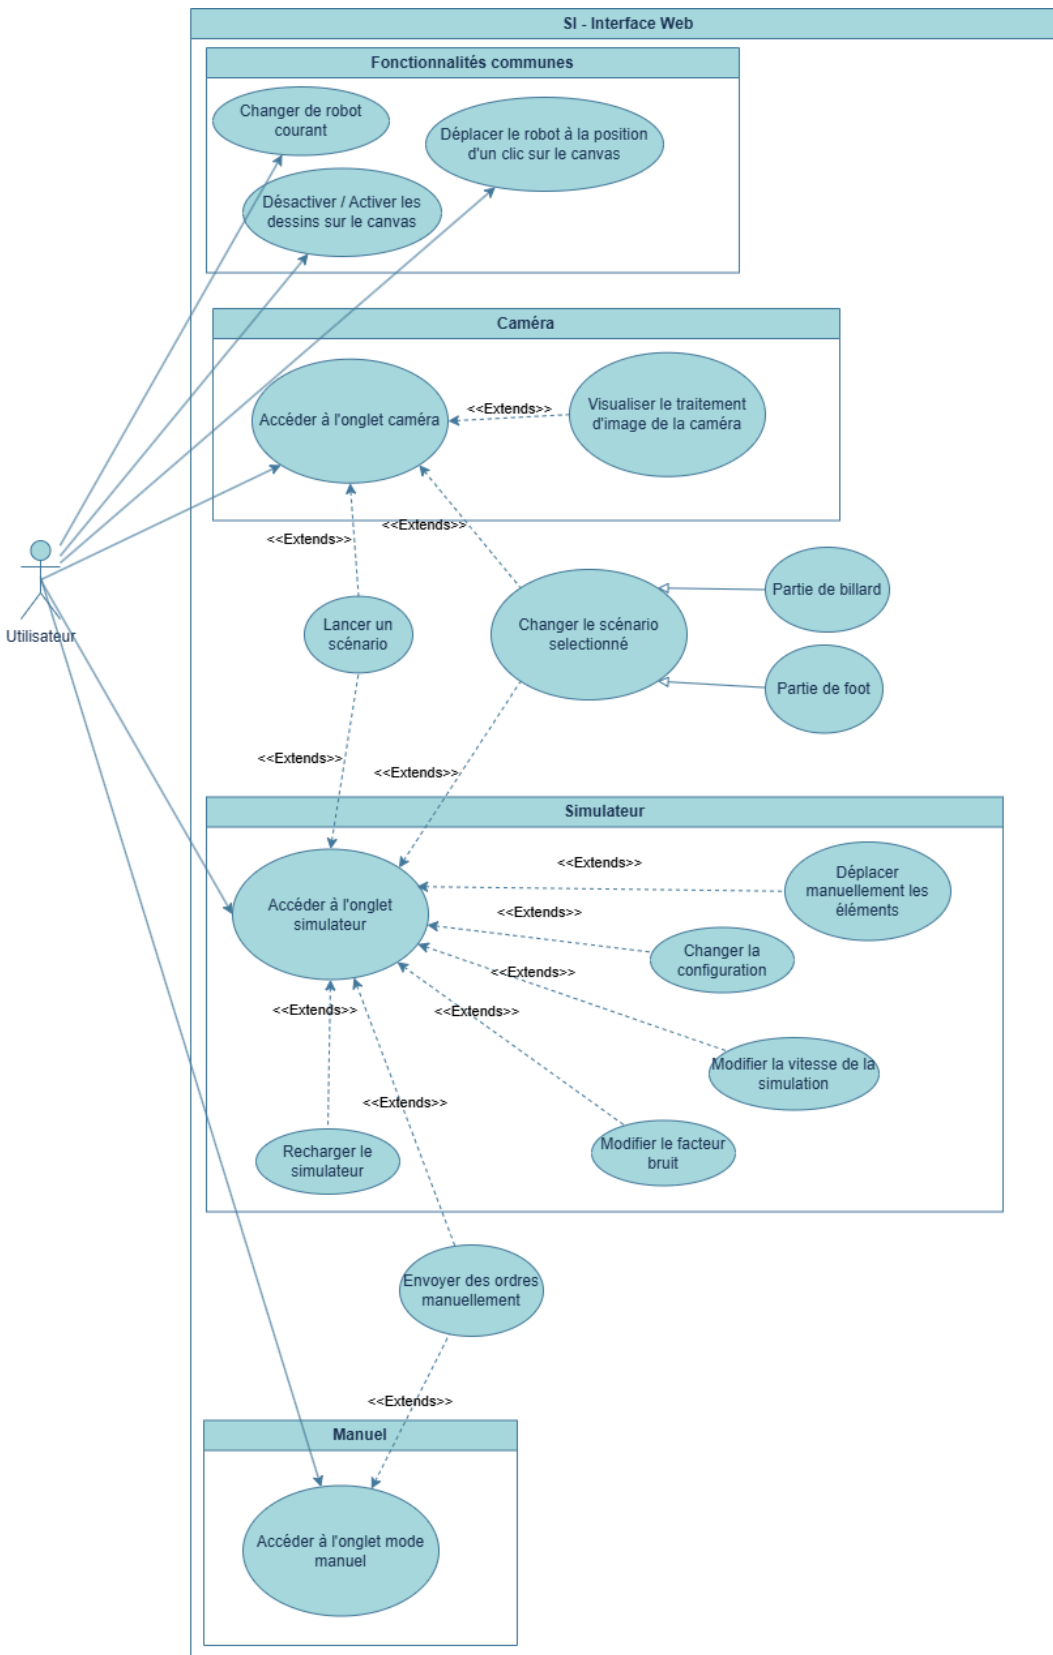 SI - Interface Web
Fonctionnalités communes
Changer de robot
courant
Déplacer le robot à la position
d'un clic sur le canvas
Désactiver / Activer les
dessins sur le canvas
Caméra
Accéder à l'onglet caméra
<<Extends>>
Visualiser le traitement
d'image de la caméra
<<Extends>>
<<Extends>>
Utilisateur
Lancer un
scénario
Changer le scénario
selectionné
Partie de billard
Partie de foot
<<Extends>>
<<Extends>>
Simulateur
Accéder à l'onglet
simulateur
<<Extends>>
Déplacer
manuellement les
éléments
<<Extends>>
Changer la
configuration
<<Extends>>
<<Extends>>
<<Extends>>
Modifier la vitesse de la
simulation
<<Extends>>
Recharger le
simulateur
Modifier le facteur
bruit
Envoyer des ordres
manuellement
<<Extends>>
Manuel
Accéder à l'onglet mode
manuel